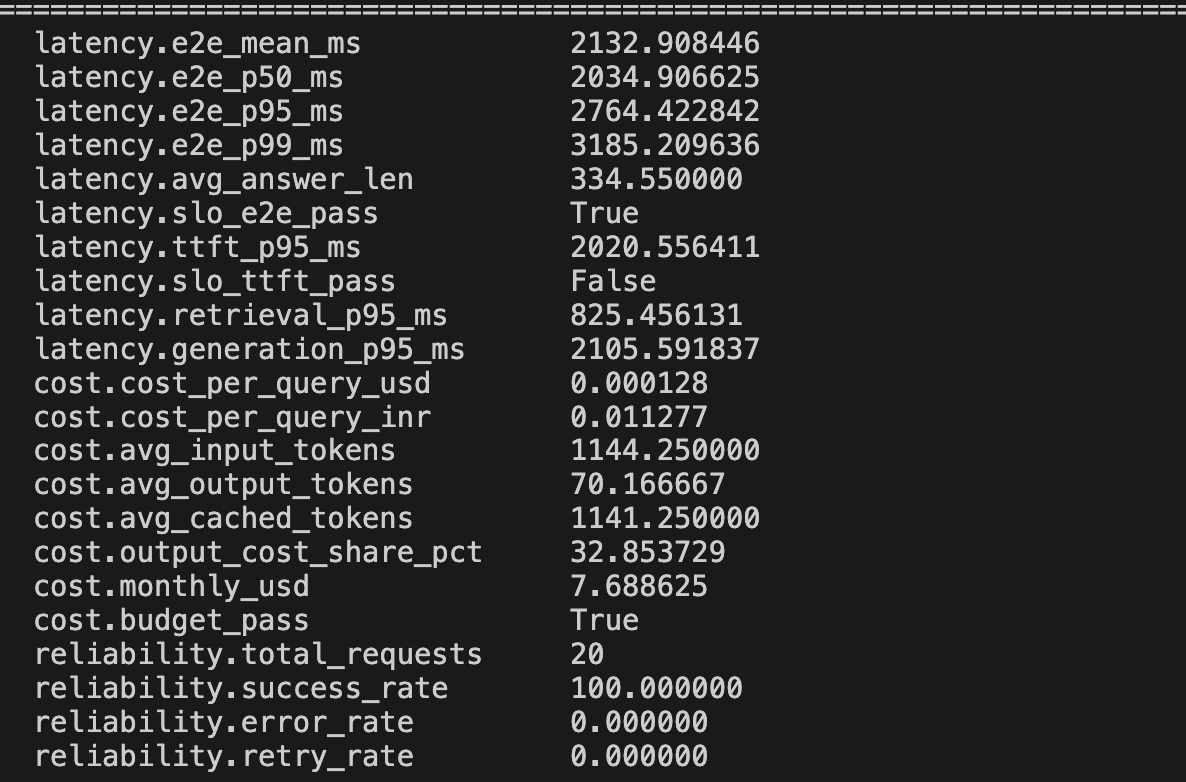 latency.e2e_mean_ms 2132.908446
latency.e2e_p50_ms 2034.906625
latency.e2e_p95_ms 2764.422842
latency.e2e_p99_ms 3185.209636
latency.avg_answer_len 334.550000
latency.slo_e2e_pass True
latency.ttft_p95_ms 2020.556411
latency.slo_ttft_pass False
latency.retrieval_p95_ms 825.456131
latency.generation_p95_ms 2105.591837
cost.cost_per_query_usd 0.000128
cost.cost_per_query_inr 0.011277
cost.avg_input_tokens 1144.250000
cost.avg_output_tokens 70.166667
cost.avg_cached_tokens 1141.250000
cost.output_cost_share_pct 32.853729
cost.monthly_usd 7.688625
cost.budget_pass True
reliability.total_requests 20
reliability.success_rate 100.000000
reliability.error_rate 0.000000
reliability.retry_rate 0.000000